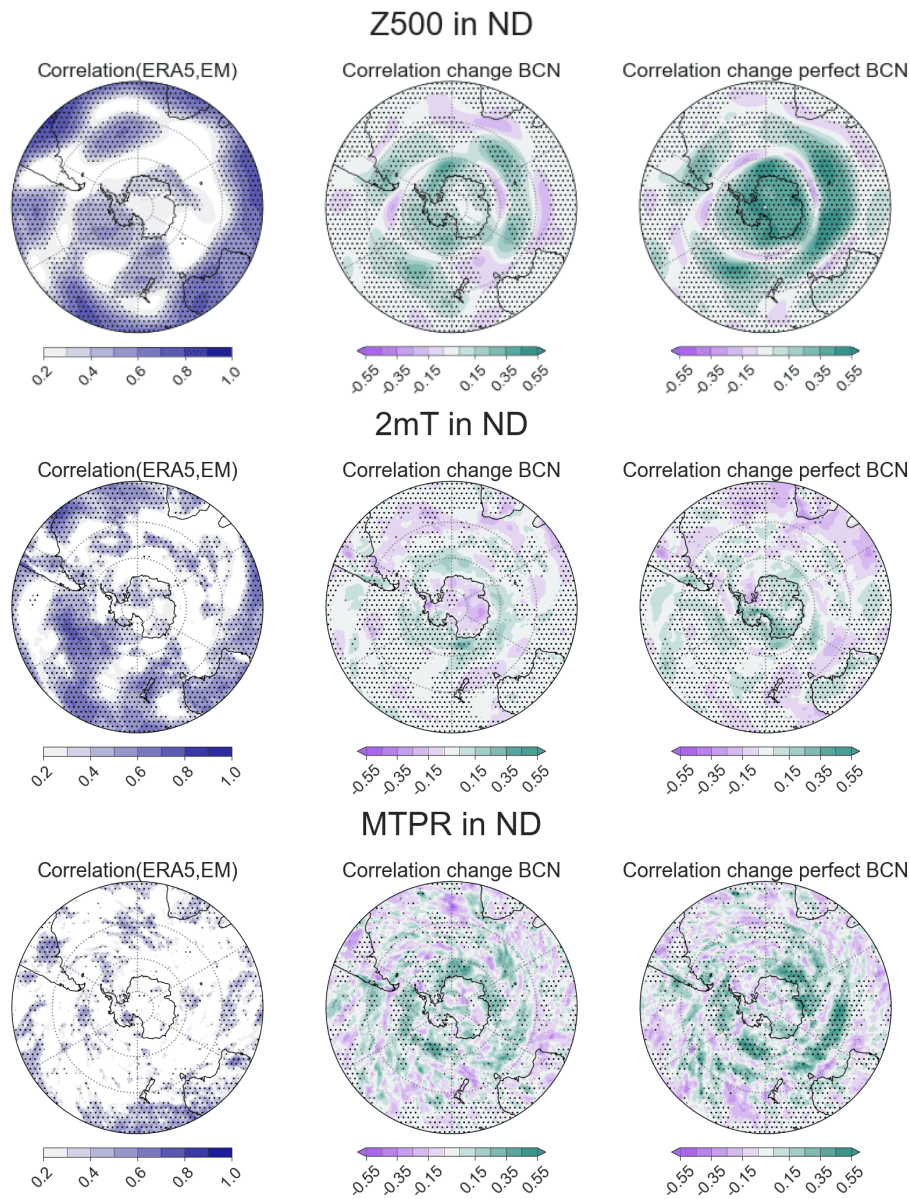 Z500 in ND
Correlation(ERA5,EM) Correlation change BCN Correlation change perfect BCN
0.2 0.4 0.6 0.8 1.0 -0.55 -0.35 -0.15 0.15 0.35 0.55 -0.55 -0.35 -0.15 0.15 0.35 0.55
2mT in ND
Correlation(ERA5,EM) Correlation change BCN Correlation change perfect BCN
0.2 0.4 0.6 0.8 1.0 -0.55 -0.35 -0.15 0.15 0.35 0.55 -0.55 -0.35 -0.15 0.15 0.35 0.55
MTPR in ND
Correlation(ERA5,EM) Correlation change BCN Correlation change perfect BCN
0.2 0.4 0.6 0.8 1.0 -0.55 -0.35 -0.15 0.15 0.35 0.55 -0.55 -0.35 -0.15 0.15 0.35 0.55